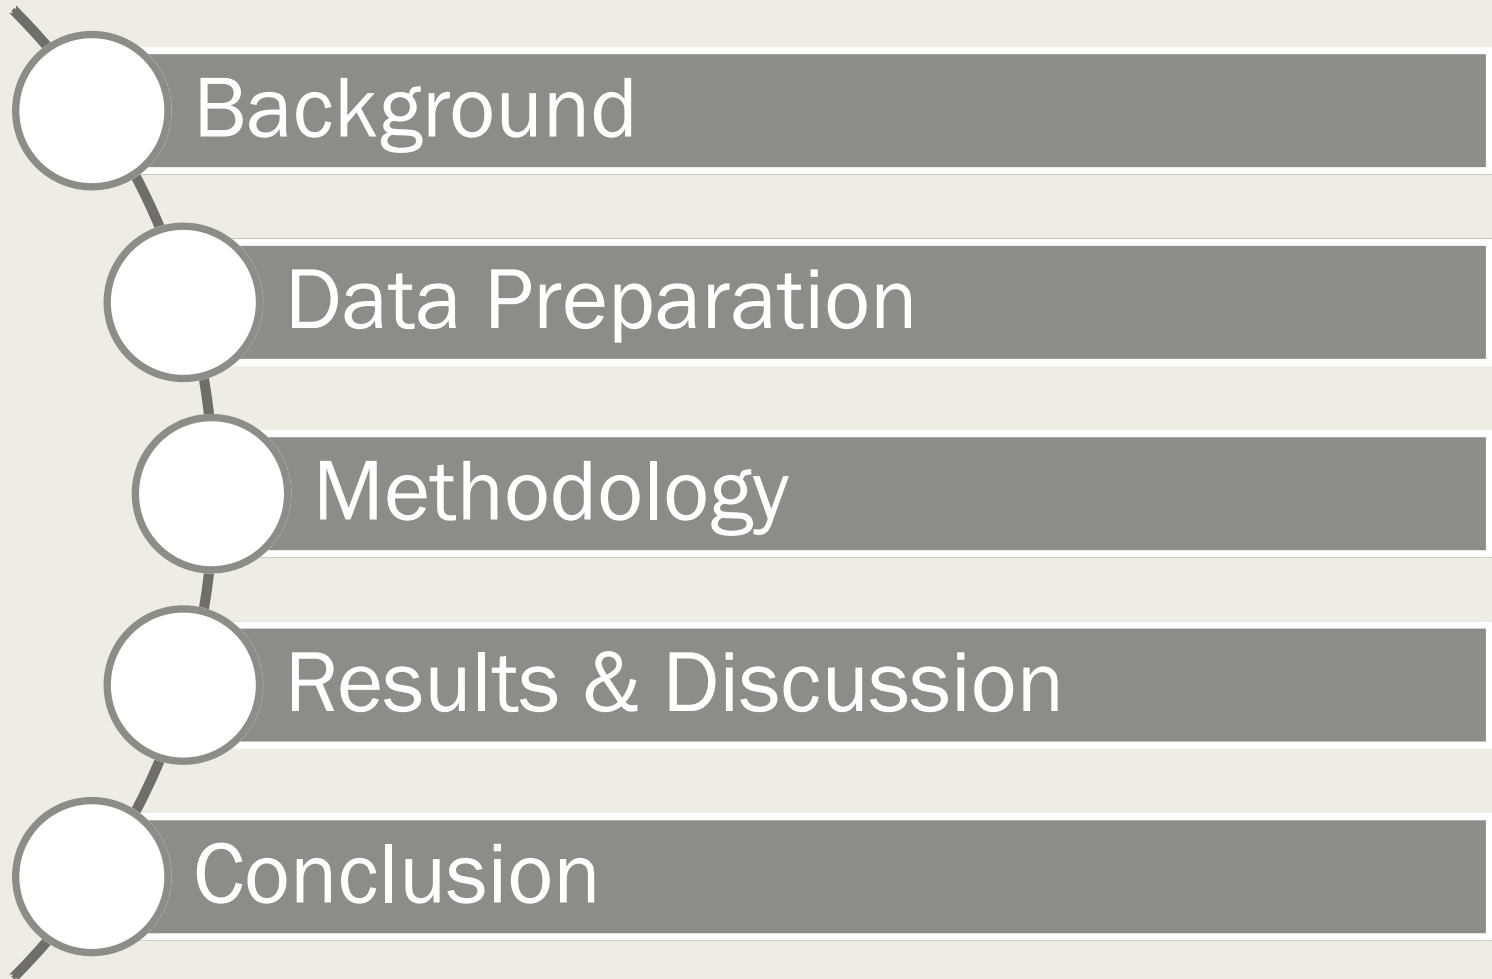 Background
Data Preparation
Methodology
Results & Discussion
Conclusion